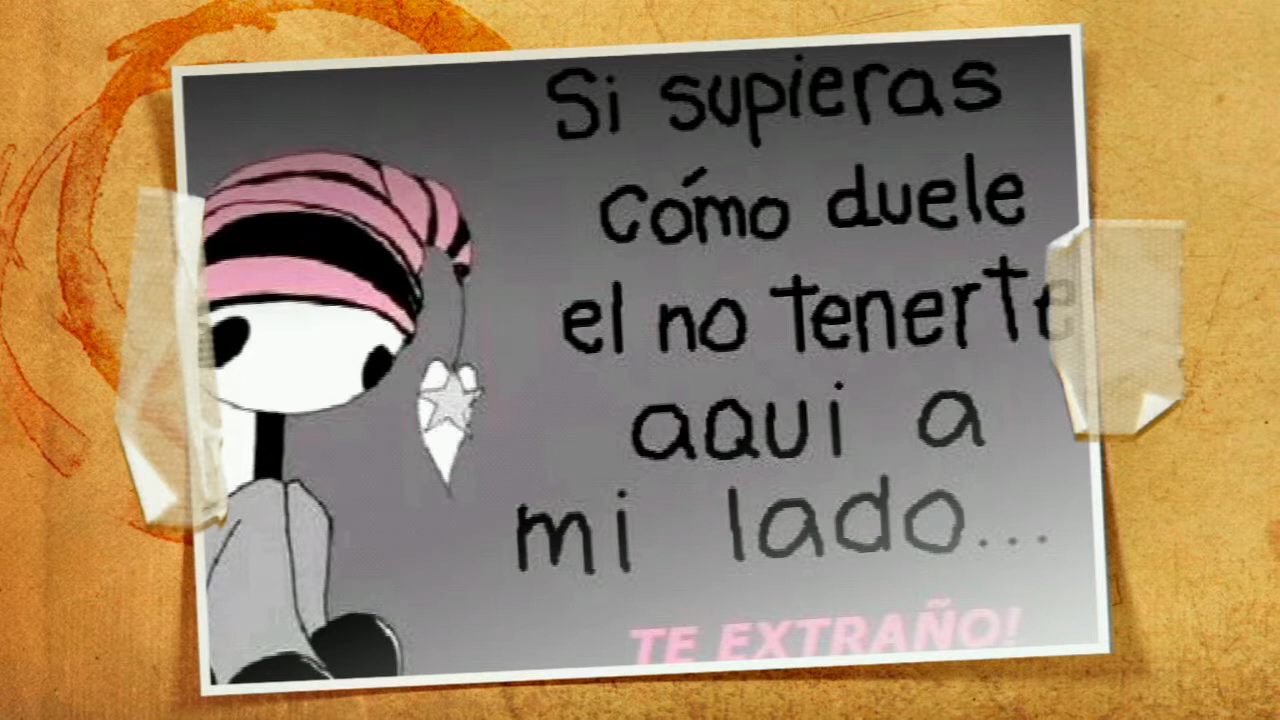 Si supieras
cómo duele
el no tenerte
aqui a
mi lado...
TE EXTRAÑO!